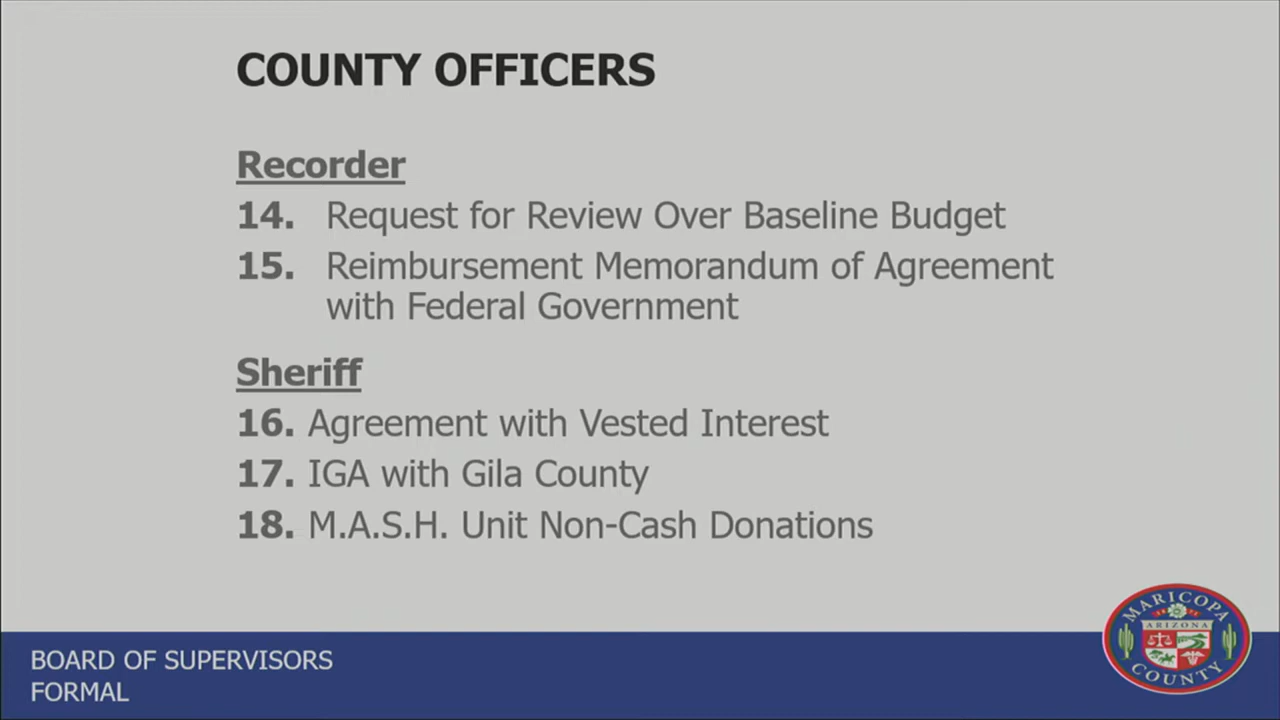 COUNTY OFFICERS
Recorder
14. Request for Review Over Baseline Budget
15. Reimbursement Memorandum of Agreement
with Federal Government
Sheriff
16. Agreement with Vested Interest
17. IGA with Gila County
18. M.A.S.H. Unit Non-Cash Donations
BOARD OF SUPERVISORS
FORMAL
MARICOPA
ARIZONA
COUNTY